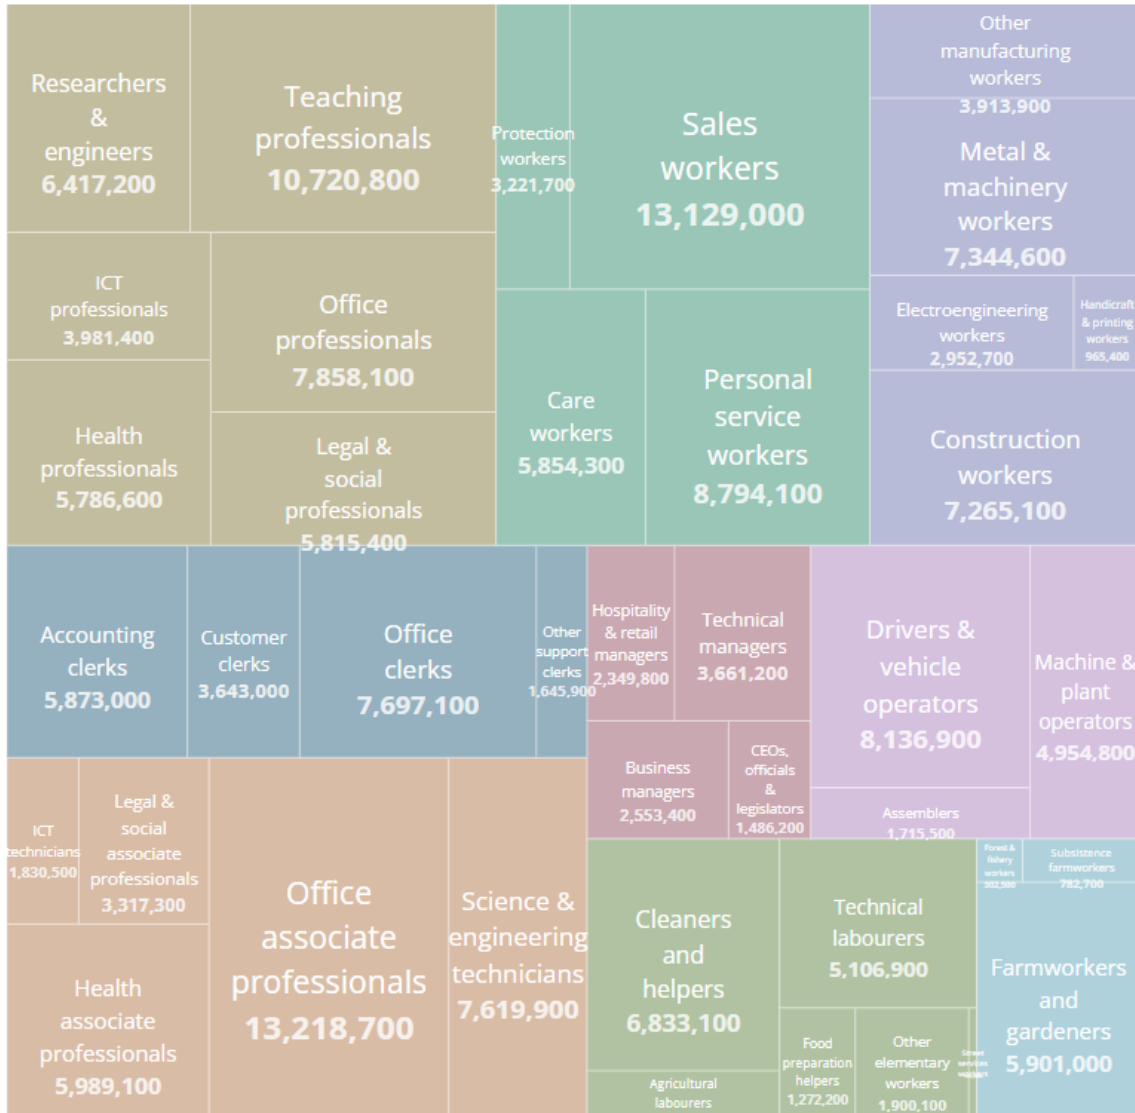 Researchers
&
engineers
6,417,200
Teaching
professionals
10,720,800
ICT
professionals
3,981,400
Office
professionals
7,858,100
Health
professionals
5,786,600
Legal &
social
professionals
5,815,400
Protection
workers
3,221,700
Sales
workers
13,129,000
Care
workers
5,854,300
Personal
service
workers
8,794,100
Other
manufacturing
workers
3,913,900
Metal &
machinery
workers
7,344,600
Electroengineering
workers
2,952,700
Handicraft
& printing
workers
965,400
Construction
workers
7,265,100
Accounting
clerks
5,873,000
Customer
clerks
3,643,000
Office
clerks
7,697,100
Other
support
clerks
1,645,900
Hospitality
& retail
managers
2,349,800
Technical
managers
3,661,200
Business
managers
2,553,400
CEOs,
officials
&
legislators
1,486,200
Drivers &
vehicle
operators
8,136,900
Machine &
plant
operators
4,954,800
Assemblers
1,715,500
ICT
technicians
1,830,500
Legal &
social
associate
professionals
3,317,300
Office
associate
professionals
13,218,700
Science &
engineering
technicians
7,619,900
Health
associate
professionals
5,989,100
Cleaners
and
helpers
6,833,100
Technical
labourers
5,106,900
Agricultural
labourers
Food
preparation
helpers
1,272,200
Other
elementary
workers
1,900,100
Street
services
Forest &
fishery
workers
Subsistence
farmworkers
782,700
Farmworkers
and
gardeners
5,901,000